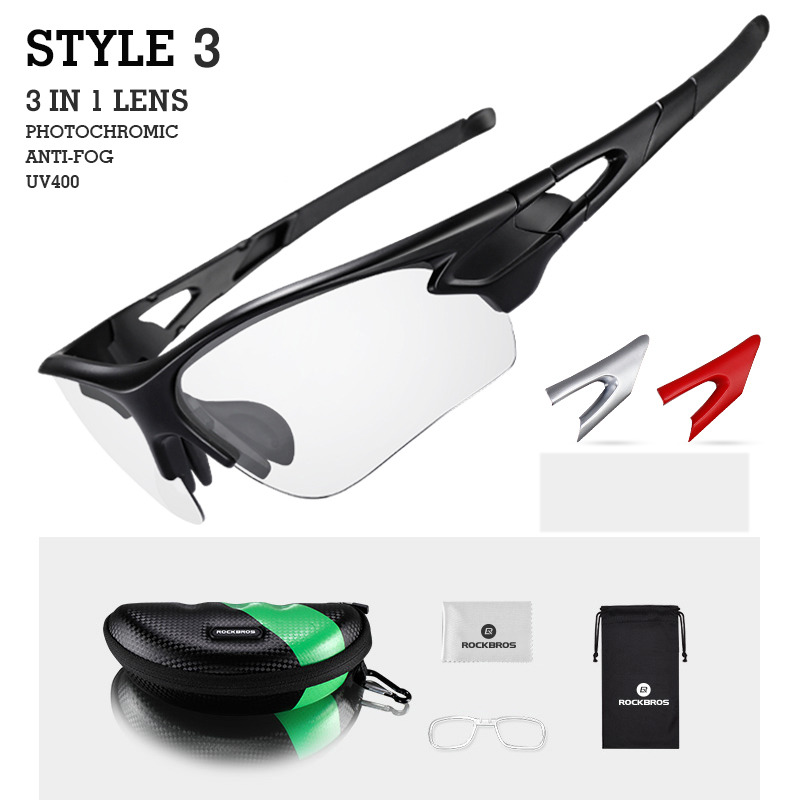 STYLE 3
3 IN 1 LENS
PHOTOCHROMIC
ANTI-FOG
UV400
ROCKBROS
ROCKBROS
ROCKBROS